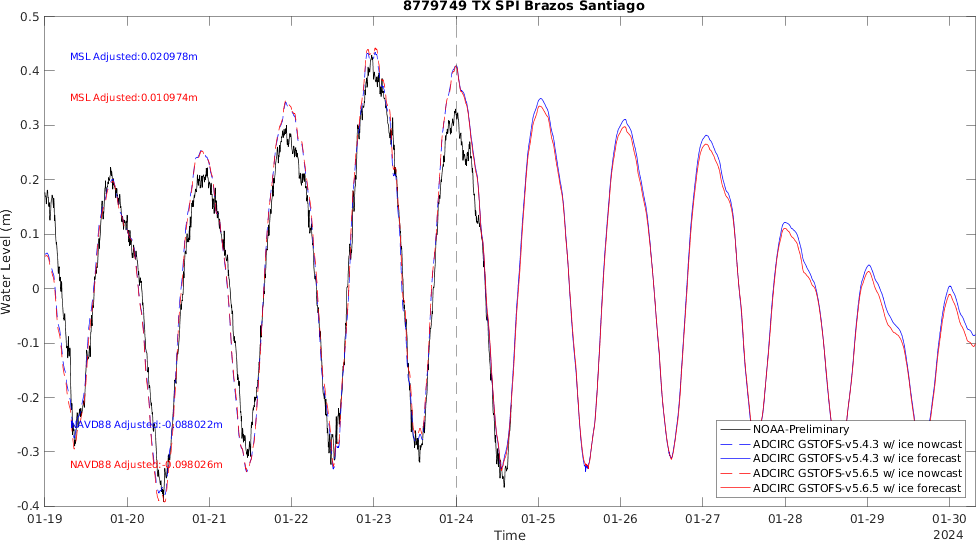 8779749 TX SPI Brazos Santiago
0.5
0.4
0.3
0.2
0.1
0
-0.1
-0.2
-0.3
-0.4
Water Level (m)
MSL Adjusted:0.020978m
MSL Adjusted:0.010974m
NAVD88 Adjusted:-0.088022m
NAVD88 Adjusted:-0.098026m
NOAA-Preliminary
ADCIRC GSTOFS-v5.4.3 w/ ice nowcast
ADCIRC GSTOFS-v5.4.3 w/ ice forecast
ADCIRC GSTOFS-v5.6.5 w/ ice nowcast
ADCIRC GSTOFS-v5.6.5 w/ ice forecast
01-19 01-20 01-21 01-22 01-23 01-24 01-25 01-26 01-27 01-28 01-29 01-30
2024
Time